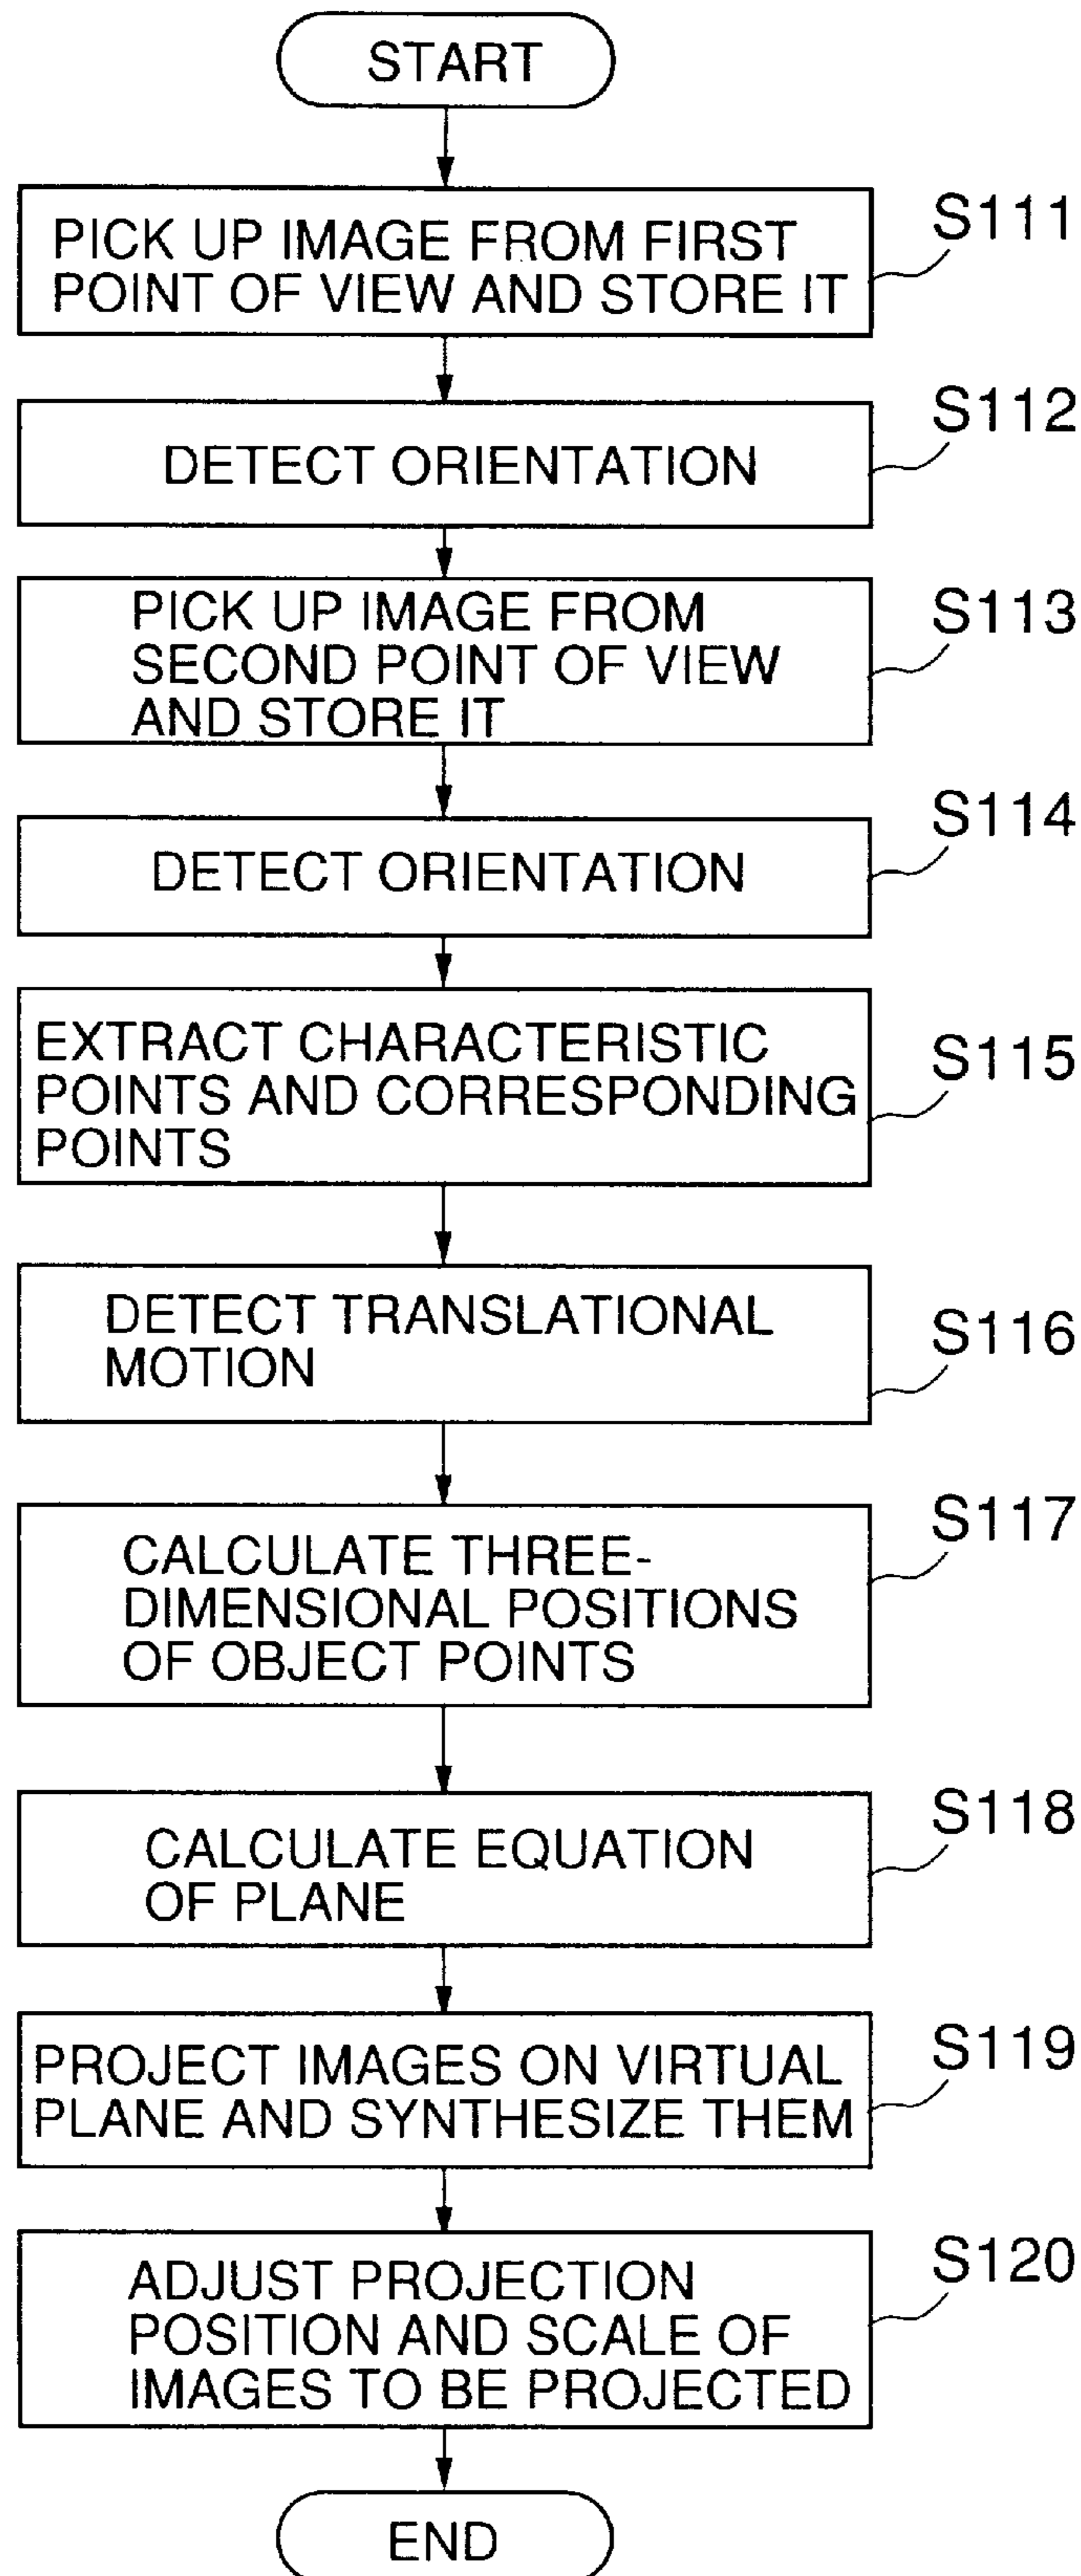 START
PICK UP IMAGE FROM FIRST
POINT OF VIEW AND STORE IT
S111
DETECT ORIENTATION
S112
PICK UP IMAGE FROM
SECOND POINT OF VIEW
AND STORE IT
S113
DETECT ORIENTATION
S114
EXTRACT CHARACTERISTIC
POINTS AND CORRESPONDING
POINTS
S115
DETECT TRANSLATIONAL
MOTION
S116
CALCULATE THREE-
DIMENSIONAL POSITIONS
OF OBJECT POINTS
S117
CALCULATE EQUATION
OF PLANE
S118
PROJECT IMAGES ON VIRTUAL
PLANE AND SYNTHESIZE THEM
S119
ADJUST PROJECTION
POSITION AND SCALE OF
IMAGES TO BE PROJECTED
S120
END